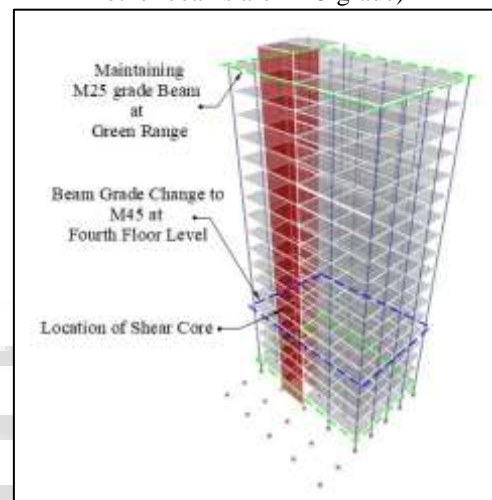 Maintaining
M25 grade Beam
at
Green Range
Beam Grade Change to
M45 at
Fourth Floor Level
Location of Shear Core